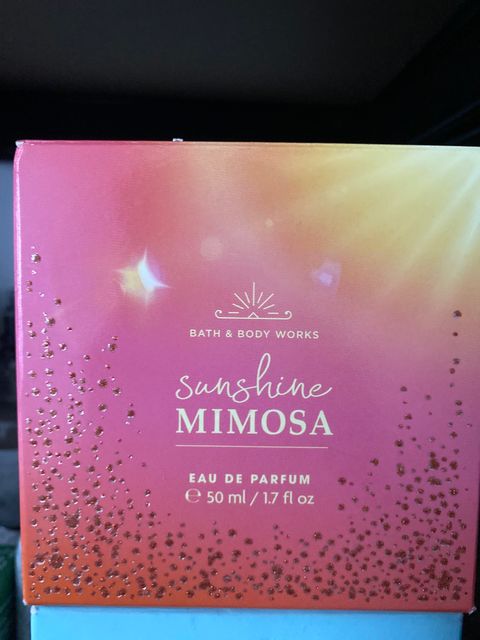 BATH & BODY WORKS
sunshine
MIMOSA
EAU DE PARFUM
℮ 50 ml / 1.7 fl oz